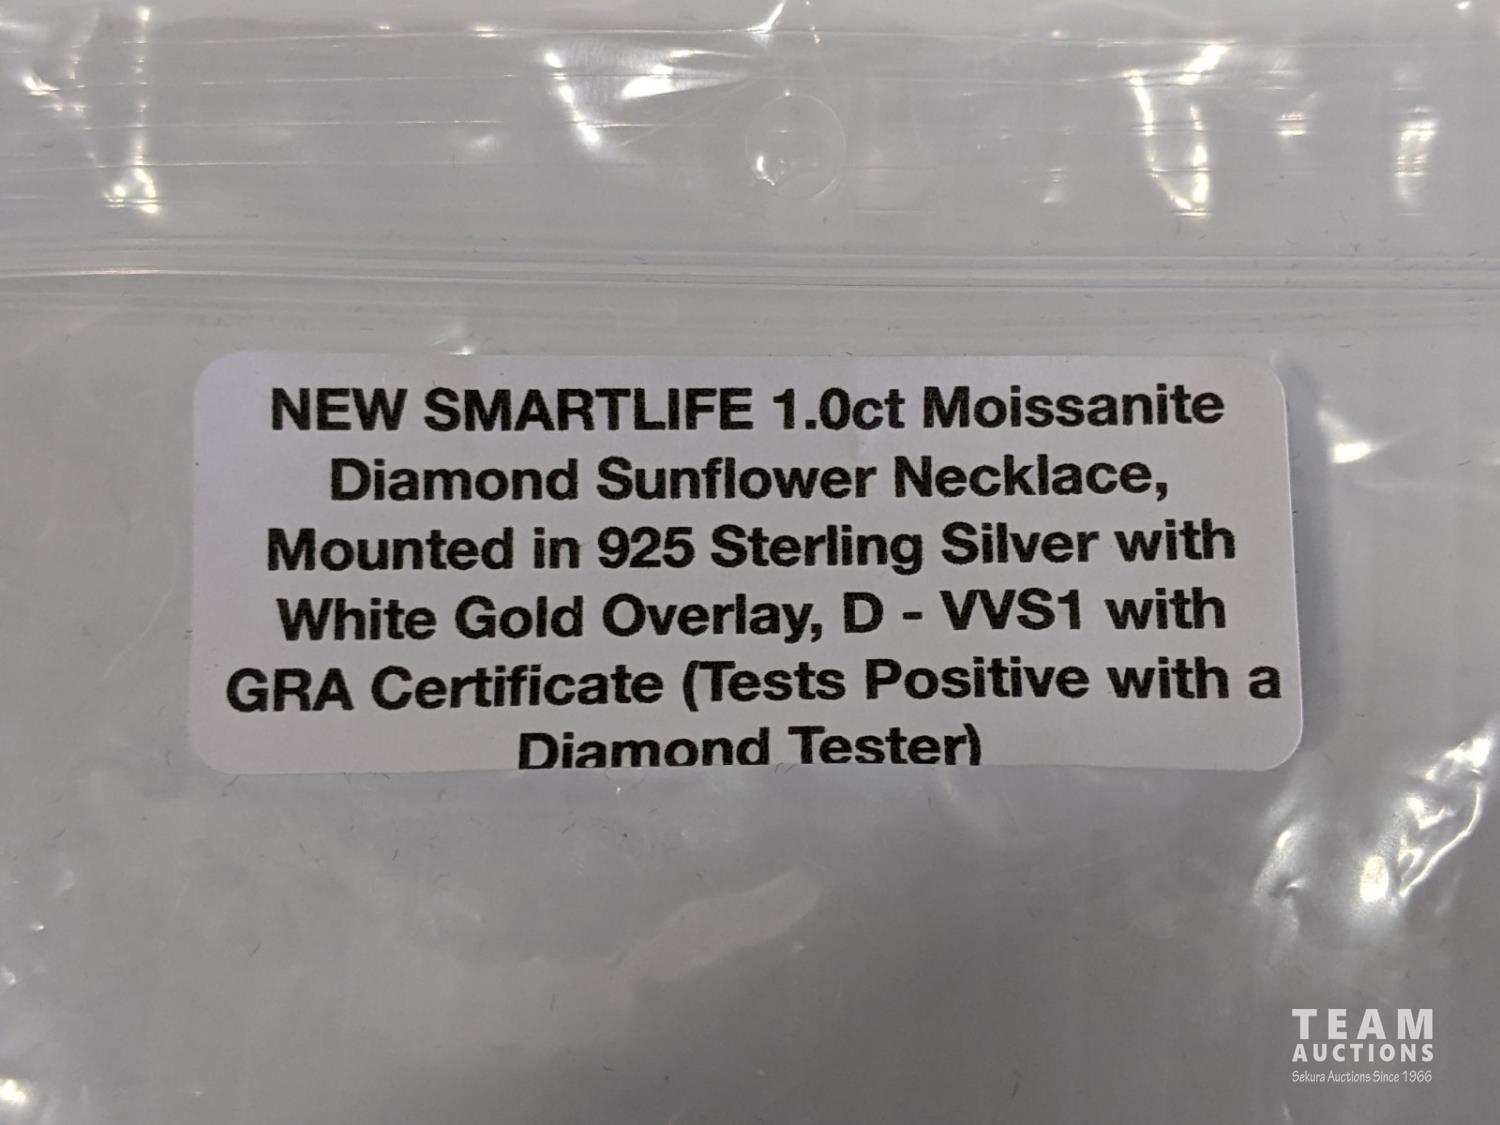 NEW SMARTLIFE 1.0ct Moissanite
Diamond Sunflower Necklace,
Mounted in 925 Sterling Silver with
White Gold Overlay, D - VVS1 with
GRA Certificate (Tests Positive with a
Diamond Tester)
TEAM
AUCTIONS
Sekura Auctions Since 1966